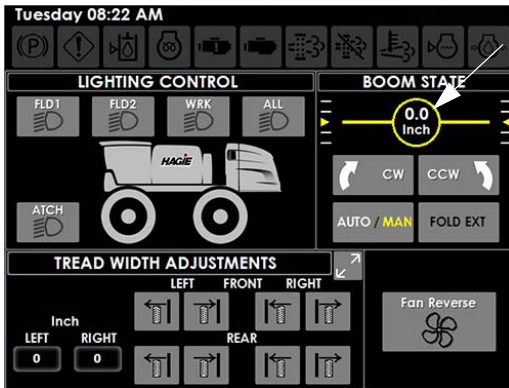 Tuesday 08:22 AM
P
LIGHTING CONTROL
FLD1 FLD2 WRK ALL
HAGIE
ATCH
BOOM STATE
0.0
Inch
CW CCW
AUTO / MAN FOLD EXT
TREAD WIDTH ADJUSTMENTS
LEFT FRONT RIGHT
Inch
LEFT RIGHT
0 0
REAR
Fan Reverse